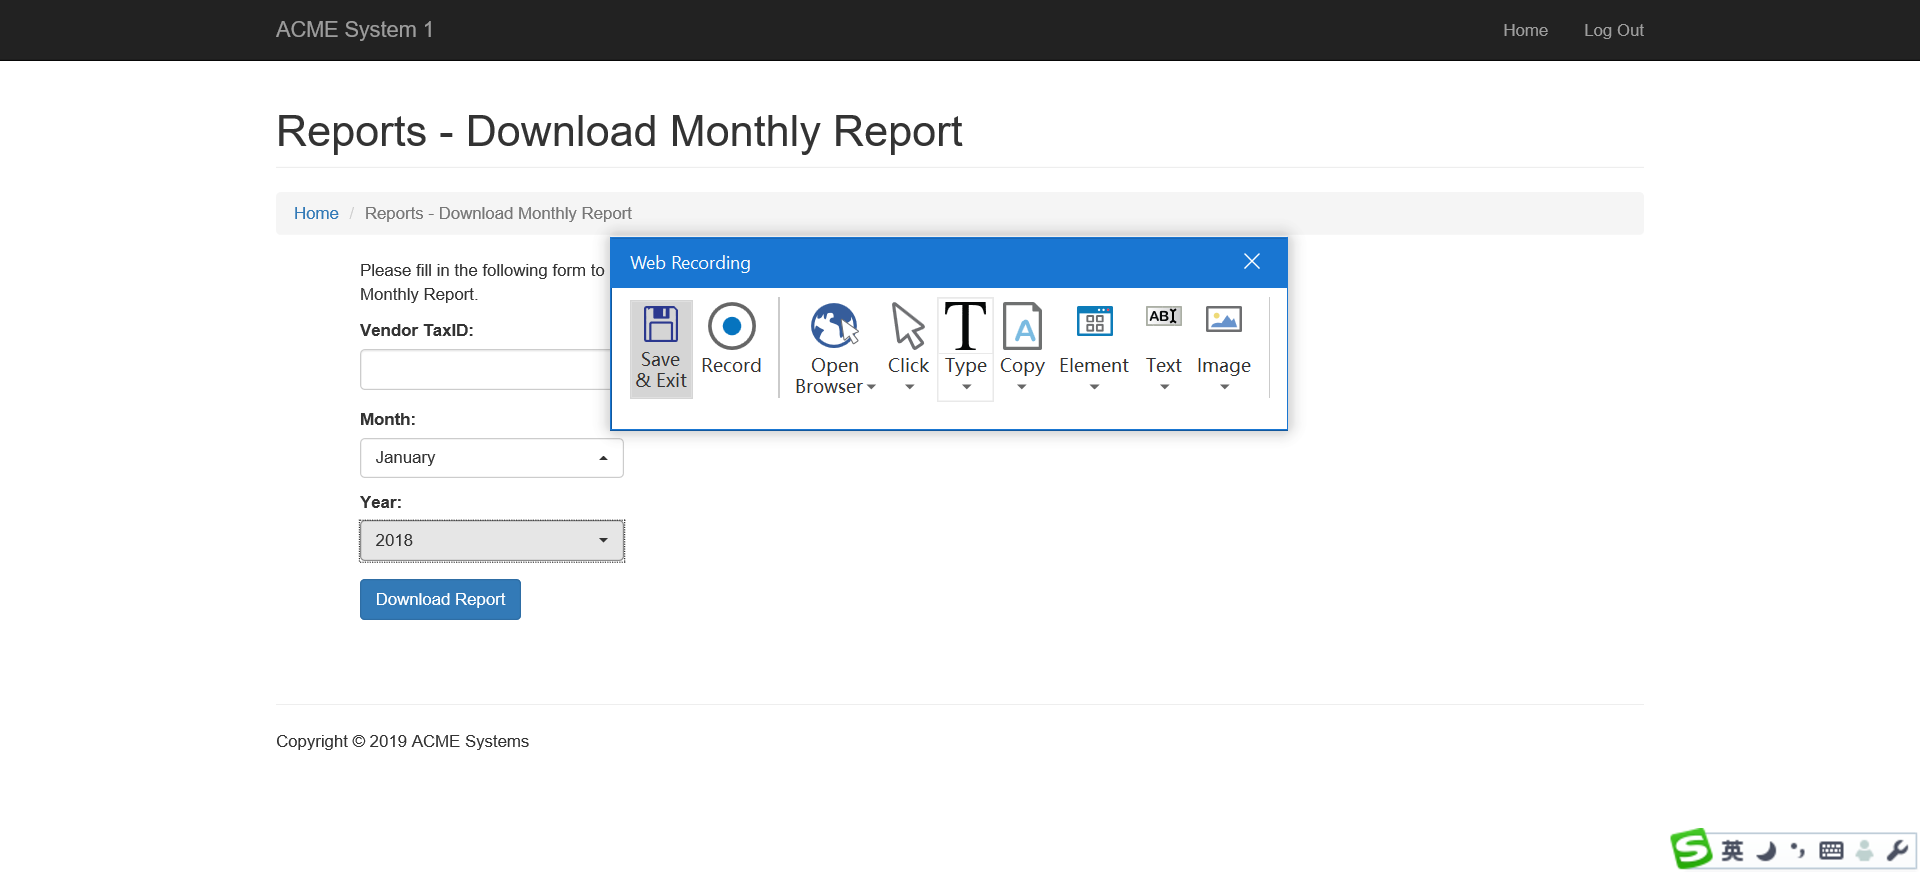 ACME System 1
Home
Log Out
Reports - Download Monthly Report
Home / Reports - Download Monthly Report
Please fill in the following form to
Monthly Report.
Vendor TaxID:
Month:
January
Year:
2018
Download Report
Web Recording
Save
& Exit
Record
Open
Browser
Click
T
Type
A
Copy
Element
AB
Text
Image
Copyright © 2019 ACME Systems
S
英